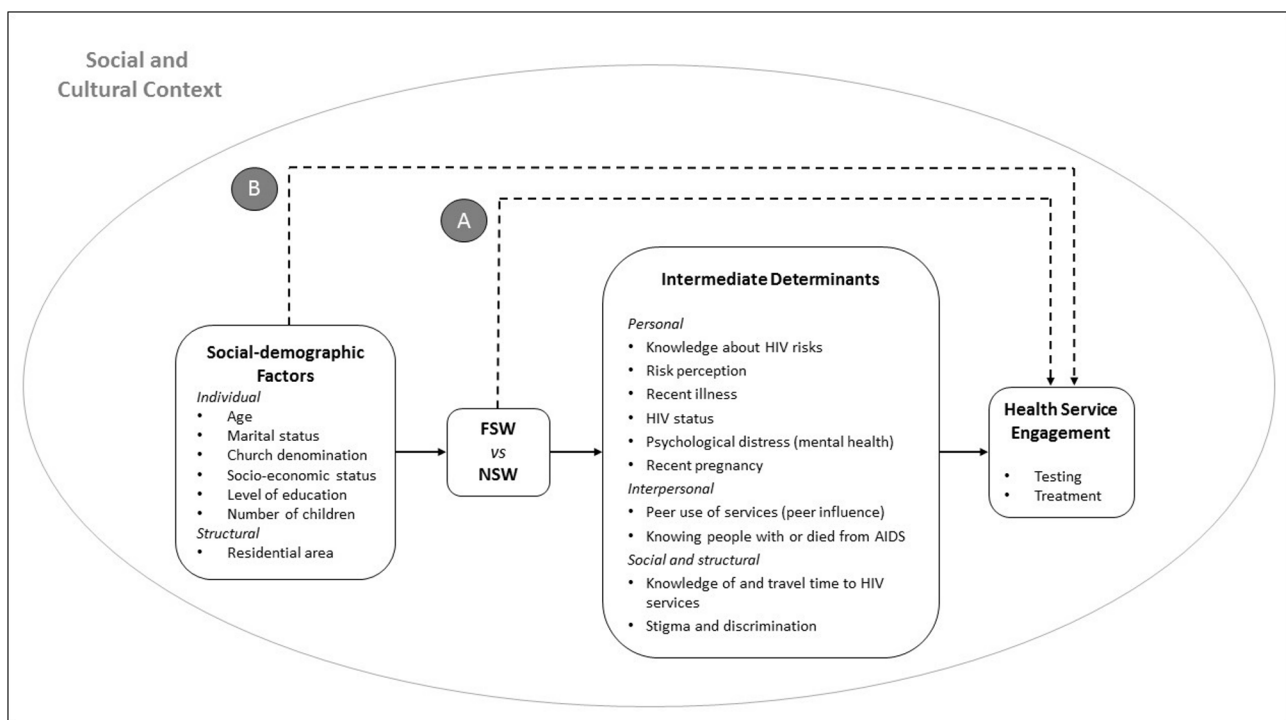 Social and
Cultural Context
B
A
Social-demographic
Factors
Individual
• Age
• Marital status
• Church denomination
• Socio-economic status
• Level of education
• Number of children
Structural
• Residential area
FSW
vs
NSW
Intermediate Determinants
Personal
• Knowledge about HIV risks
• Risk perception
• Recent illness
• HIV status
• Psychological distress (mental health)
• Recent pregnancy
Interpersonal
• Peer use of services (peer influence)
• Knowing people with or died from AIDS
Social and structural
• Knowledge of and travel time to HIV
services
• Stigma and discrimination
Health Service
Engagement
• Testing
• Treatment